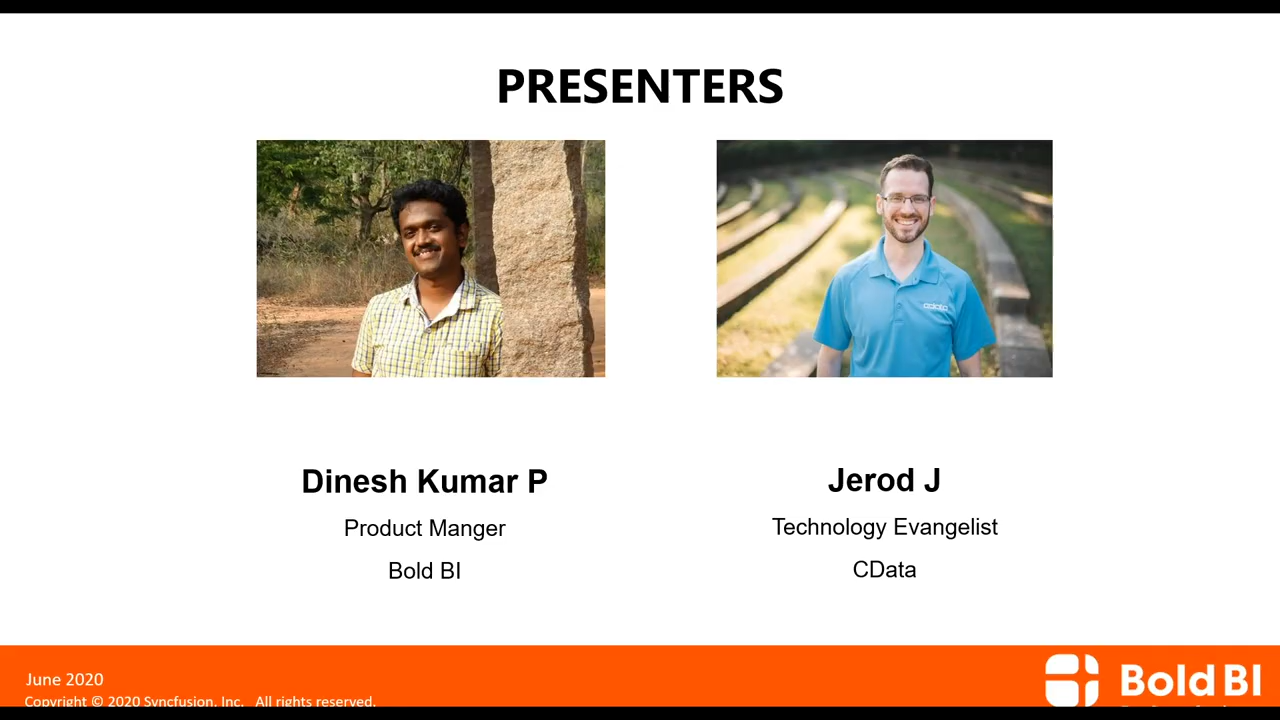 PRESENTERS
cdata
Dinesh Kumar P
Product Manger
Bold BI
Jerod J
Technology Evangelist
CData
June 2020
Copyright © 2020 Syncfusion, Inc. All rights reserved.
Bold BI